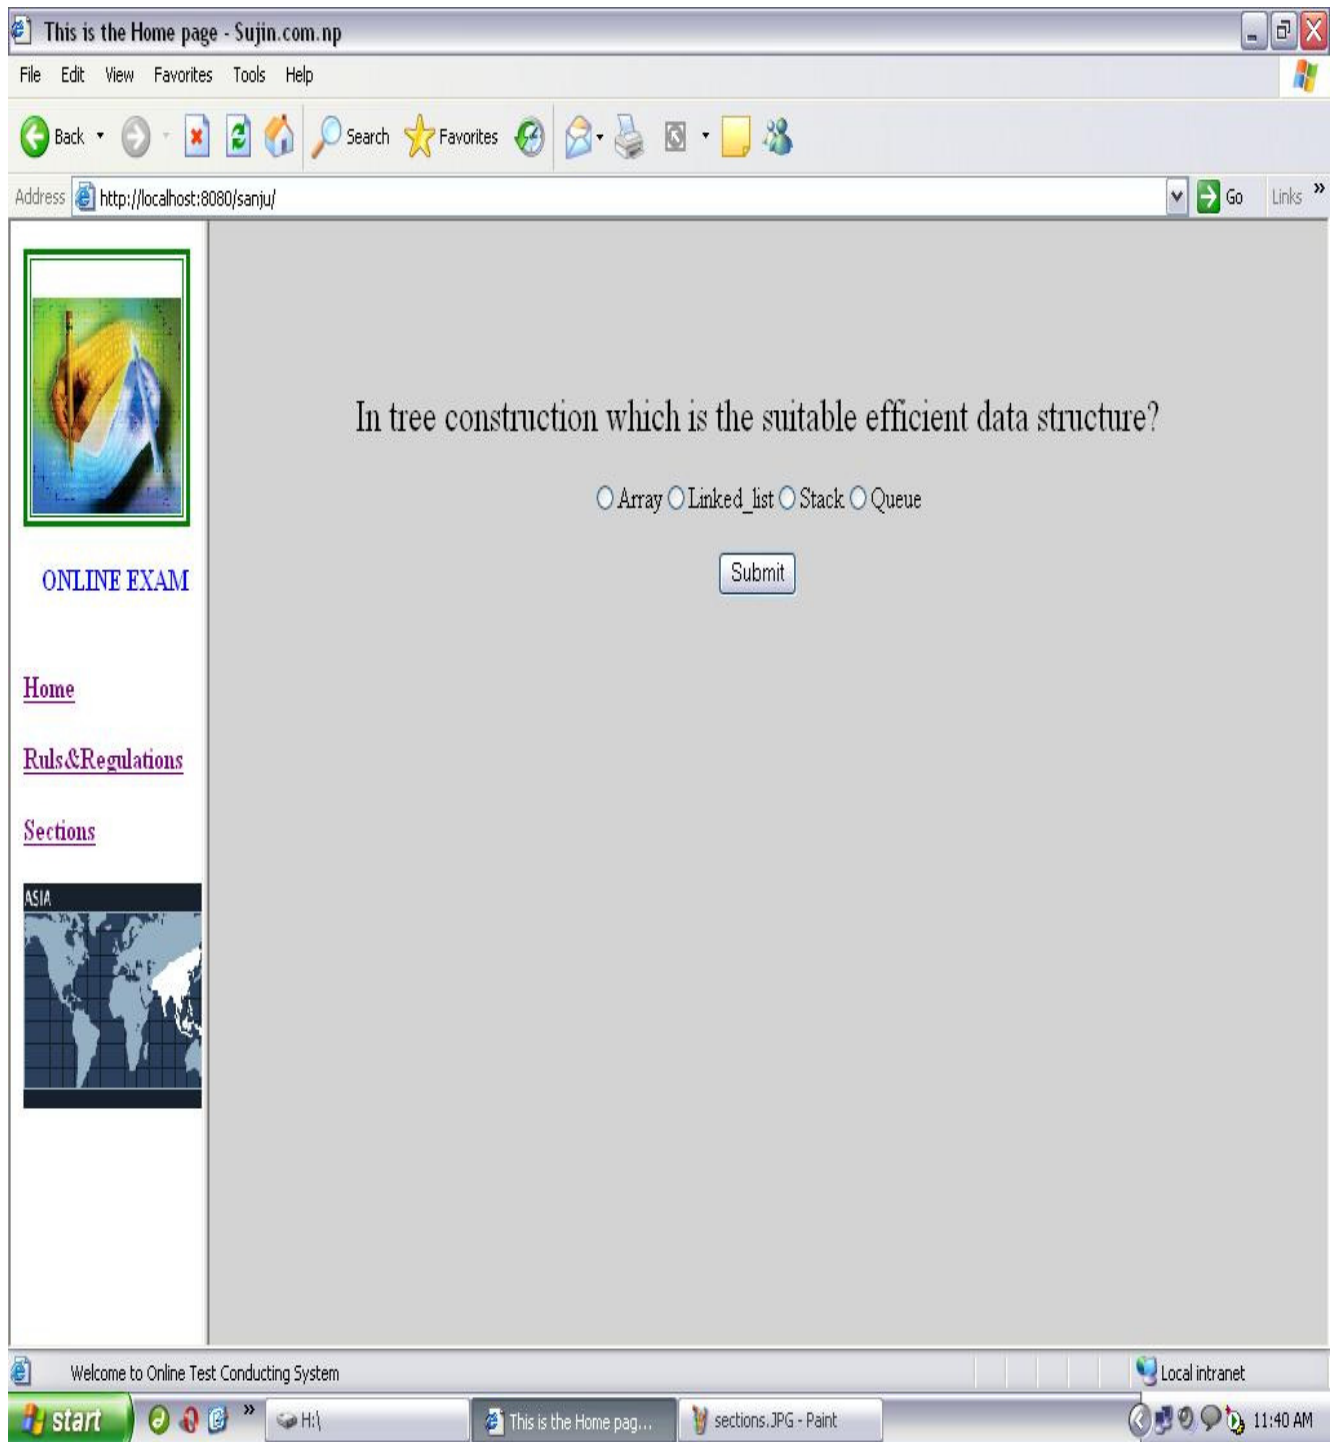 This is the Home page - Sujin.com.np
File Edit View Favorites Tools Help
Back Search Favorites
Address http://localhost:8080/sanju/ Go Links »
In tree construction which is the suitable efficient data structure?
Array Linked_list Stack Queue
Submit
ONLINE EXAM
Home
Ruls&Regulations
Sections
ASIA
Welcome to Online Test Conducting System Local intranet
start » H:\ This is the Home pag... sections.JPG - Paint 11:40 AM